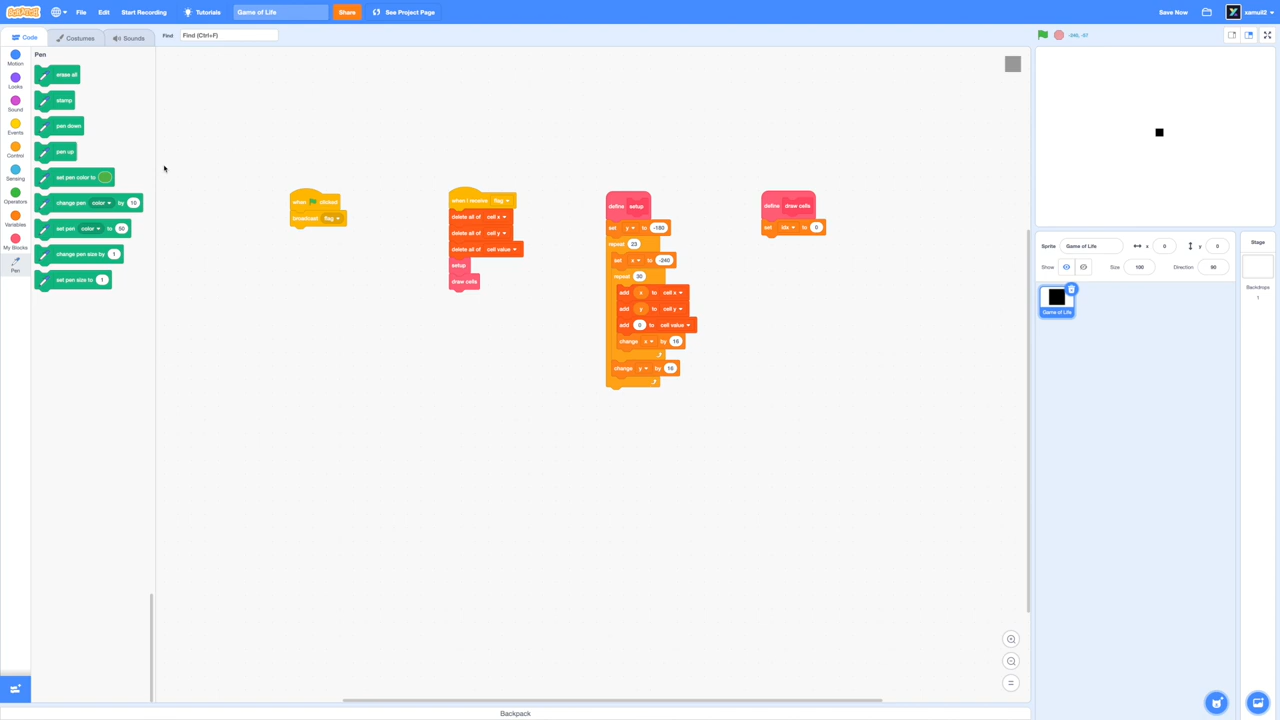 SCRATCH
File
Edit
Start Recording
Tutorials
Game of Life
Share
See Project Page
Save Now
xamuil2
Code
Costumes
Sounds
Find
Find (Ctrl+F)
-240, -57
Motion
Looks
Sound
Events
Control
Sensing
Operators
Variables
My Blocks
Pen
Pen
erase all
stamp
pen down
pen up
set pen color to
change pen color by 10
set pen color to 50
change pen size by 1
set pen size to 1
when clicked
broadcast flag
when I receive flag
delete all of cell x
delete all of cell y
delete all of cell value
setup
draw cells
define setup
set y to -180
repeat 23
set x to -240
repeat 30
add x to cell x
add y to cell y
add 0 to cell value
change x by 16
change y by 16
define draw cells
set idx to 0
Sprite
Game of Life
x
0
y
0
Show
Size
100
Direction
90
Game of Life
Stage
Backdrops
1
Backpack